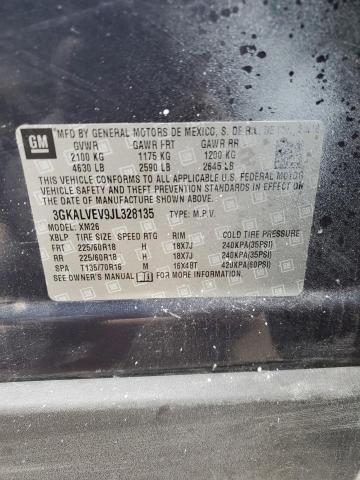 GM
MFD BY GENERAL MOTORS DE MEXICO, S. DE R.L. DE
GVWR GAWR FRT GAWR RR
2100 KG 1175 KG 1200 KG
4630 LB 2590 LB 2645 LB
THIS VEHICLE CONFORMS TO ALL APPLICABLE
U.S. FEDERAL MOTOR VEHICLE
SAFETY, BUMPER, AND THEFT PREVENTION STANDARDS
IN EFFECT ON THE DATE OF MANUFACTURE SHOWN ABOVE.
3GKALVEV9JL328135 TYPE: M.P.V.
MODEL: XM26
XBLP TIRE SIZE SPEED RTG RIM COLD TIRE PRESSURE
FRT 225/60R18 H 18X7J 240KPA(35PSI)
RR 225/60R18 H 18X7J 240KPA(35PSI)
SPA T135/70R16 M 16X4BT 420KPA(60PSI)
SEE OWNER'S MANUAL FOR MORE INFORMATION.